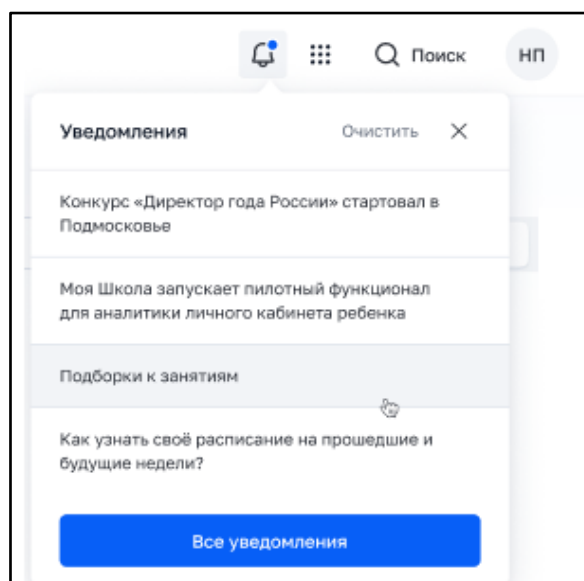 Поиск НП
Уведомления Очистить
Конкурс «Директор года России» стартовал в
Подмосковье
Моя Школа запускает пилотный функционал
для аналитики личного кабинета ребенка
Подборки к занятиям
Как узнать своё расписание на прошедшие и
будущие недели?
Все уведомления